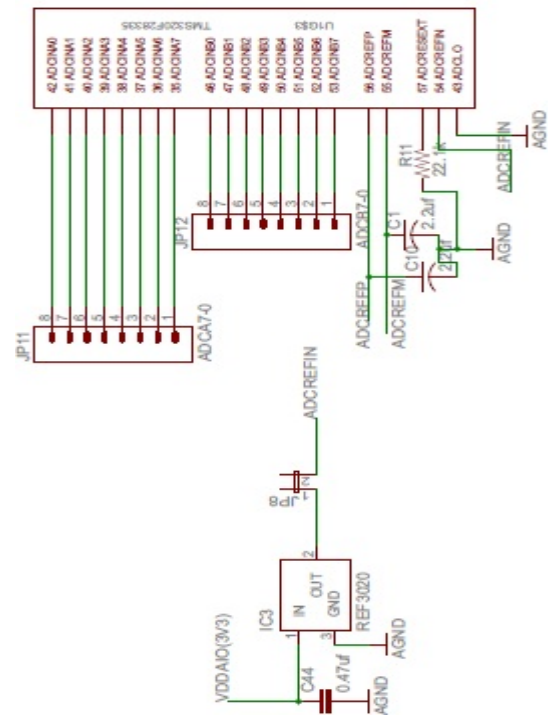 TMS320F28335
U1G$3
42 ADCINA0
41 ADCINA1
40 ADCINA2
39 ADCINA3
38 ADCINA4
37 ADCINA5
36 ADCINA6
35 ADCINA7
46 ADCINB0
47 ADCINB1
48 ADCINB2
49 ADCINB3
50 ADCINB4
51 ADCINB5
52 ADCINB6
53 ADCINB7
56 ADCREFP
55 ADCREFM
57 ADCRESEXT
54 ADCREFIN
43 ADCLO
JP11
8
7
6
5
4
3
2
1
ADCA7-0
JP12
8
7
6
5
4
3
2
1
ADCB7-0
ADCREFP
ADCREFM
C1
2.2uf
C10
2.2uf
R11
22.1k
ADCREFIN
AGND
AGND
VDDAIO(3V3)
C44
0.47uf
AGND
IC3
1
IN
OUT
2
GND
3
REF3020
AGND
JP8
1
2
ADCREFIN